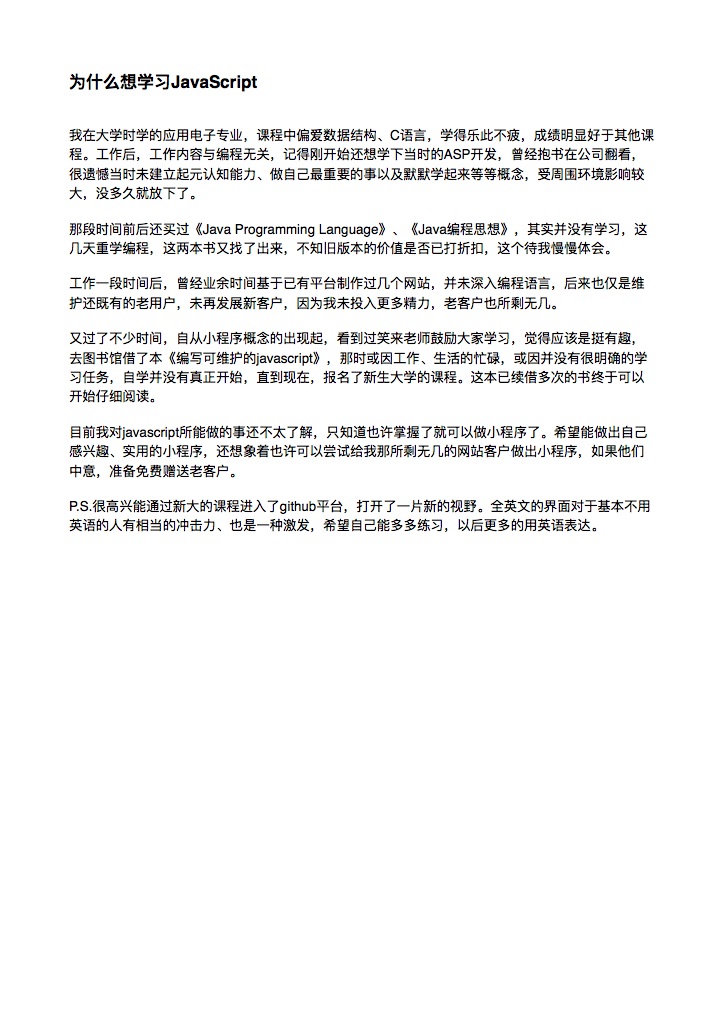 为什么想学习JavaScript
我在大学时学的应用电子专业，课程中偏爱数据结构、C语言，学得乐此不疲，成绩明显好于其他课
程。工作后，工作内容与编程无关，记得刚开始还想学下当时的ASP开发，曾经抱书在公司翻看，
很遗憾当时未建立起元认知能力、做自己最重要的事以及默默学起来等等概念，受周围环境影响较
大，没多久就放下了。
那段时间前后还买过《Java Programming Language》、《Java编程思想》，其实并没有学习，这
几天重学编程，这两本书又找了出来，不知旧版本的价值是否已打折扣，这个待我慢慢体会。
工作一段时间后，曾经业余时间基于已有平台制作过几个网站，并未深入编程语言，后来也仅是维
护还既有的老用户，未再发展新客户，因为我未投入更多精力，老客户也所剩无几。
又过了不少时间，自从小程序概念的出现起，看到过笑来老师鼓励大家学习，觉得应该是挺有趣，
去图书馆借了本《编写可维护的javascript》，那时或因工作、生活的忙碌，或因并没有很明确的学
习任务，自学并没有真正开始，直到现在，报名了新生大学的课程。这本已续借多次的书终于可以
开始仔细阅读。
目前我对javascript所能做的事还不太了解，只知道也许掌握了就可以做小程序了。希望能做出自己
感兴趣、实用的小程序，还想象着也许可以尝试给我那所剩无几的网站客户做出小程序，如果他们
中意，准备免费赠送老客户。
P.S.很高兴能通过新大的课程进入了github平台，打开了一片新的视野。全英文的界面对于基本不用
英语的人有相当的冲击力、也是一种激发，希望自己能多多练习，以后更多的用英语表达。